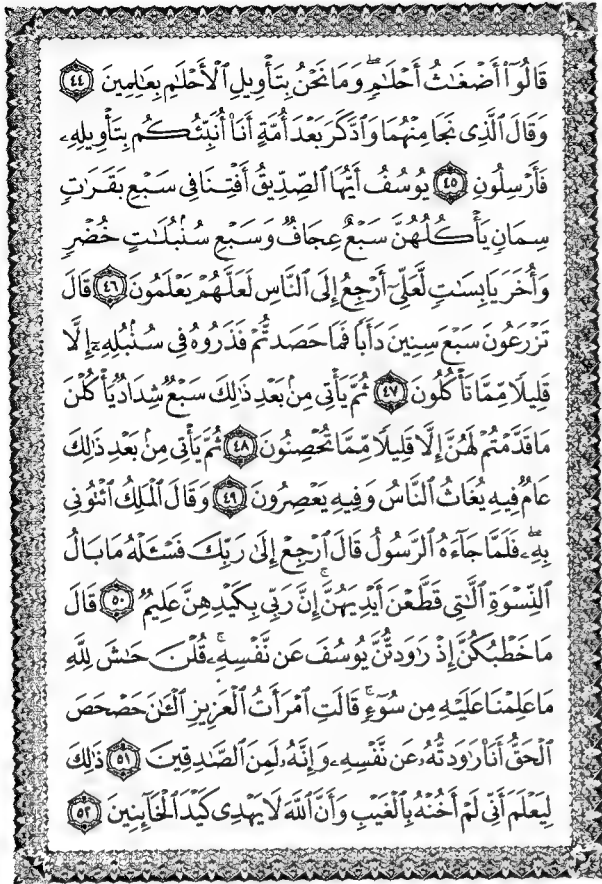 قَالُوٓاْ أَضۡغَٰثُ أَحۡلَٰمٖۖ وَمَا نَحۡنُ بِتَأۡوِيلِ ٱلۡأَحۡلَٰمِ بِعَٰلِمِينَ ٤٤
وَقَالَ ٱلَّذِي نَجَا مِنۡهُمَا وَٱدَّكَرَ بَعۡدَ أُمَّةٍ أَنَا۠ أُنَبِّئُكُم بِتَأۡوِيلِهِۦ
فَأَرۡسِلُونِ ٤٥ يُوسُفُ أَيُّهَا ٱلصِّدِّيقُ أَفۡتِنَا فِي سَبۡعِ بَقَرَٰتٖ
سِمَانٖ يَأۡكُلُهُنَّ سَبۡعٌ عِجَافٞ وَسَبۡعِ سُنۢبُلَٰتٍ خُضۡرٖ
وَأُخَرَ يَابِسَٰتٖ لَّعَلِّيٓ أَرۡجِعُ إِلَى ٱلنَّاسِ لَعَلَّهُمۡ يَعۡلَمُونَ ٤٦ قَالَ
تَزۡرَعُونَ سَبۡعَ سِنِينَ دَأَبٗا فَمَا حَصَدتُّمۡ فَذَرُوهُ فِي سُنۢبُلِهِۦٓ إِلَّا
قَلِيلٗا مِّمَّا تَأۡكُلُونَ ٤٧ ثُمَّ يَأۡتِي مِنۢ بَعۡدِ ذَٰلِكَ سَبۡعٞ شِدَادٞ يَأۡكُلۡنَ
مَا قَدَّمۡتُمۡ لَهُنَّ إِلَّا قَلِيلٗا مِّمَّا تُحۡصِنُونَ ٤٨ ثُمَّ يَأۡتِي مِنۢ بَعۡدِ ذَٰلِكَ
عَامٞ فِيهِ يُغَاثُ ٱلنَّاسُ وَفِيهِ يَعۡصِرُونَ ٤٩ وَقَالَ ٱلۡمَلِكُ ٱئۡتُونِي
بِهِۦۖ فَلَمَّا جَآءَهُ ٱلرَّسُولُ قَالَ ٱرۡجِعۡ إِلَىٰ رَبِّكَ فَسۡـَٔلۡهُ مَا بَالُ
ٱلنِّسۡوَةِ ٱلَّٰتِي قَطَّعۡنَ أَيۡدِيَهُنَّۚ إِنَّ رَبِّي بِكَيۡدِهِنَّ عَلِيمٞ ٥٠ قَالَ
مَا خَطۡبُكُنَّ إِذۡ رَٰوَدتُّنَّ يُوسُفَ عَن نَّفۡسِهِۦۚ قُلۡنَ حَٰشَ لِلَّهِ
مَا عَلِمۡنَا عَلَيۡهِ مِن سُوٓءٖۚ قَالَتِ ٱمۡرَأَتُ ٱلۡعَزِيزِ ٱلۡـَٰٔنَ حَصۡحَصَ
ٱلۡحَقُّ أَنَا۠ رَٰوَدتُّهُۥ عَن نَّفۡسِهِۦ وَإِنَّهُۥ لَمِنَ ٱلصَّٰدِقِينَ ٥١ ذَٰلِكَ
لِيَعۡلَمَ أَنِّي لَمۡ أَخُنۡهُ بِٱلۡغَيۡبِ وَأَنَّ ٱللَّهَ لَا يَهۡدِي كَيۡدَ ٱلۡخَآئِنِينَ ٥٢